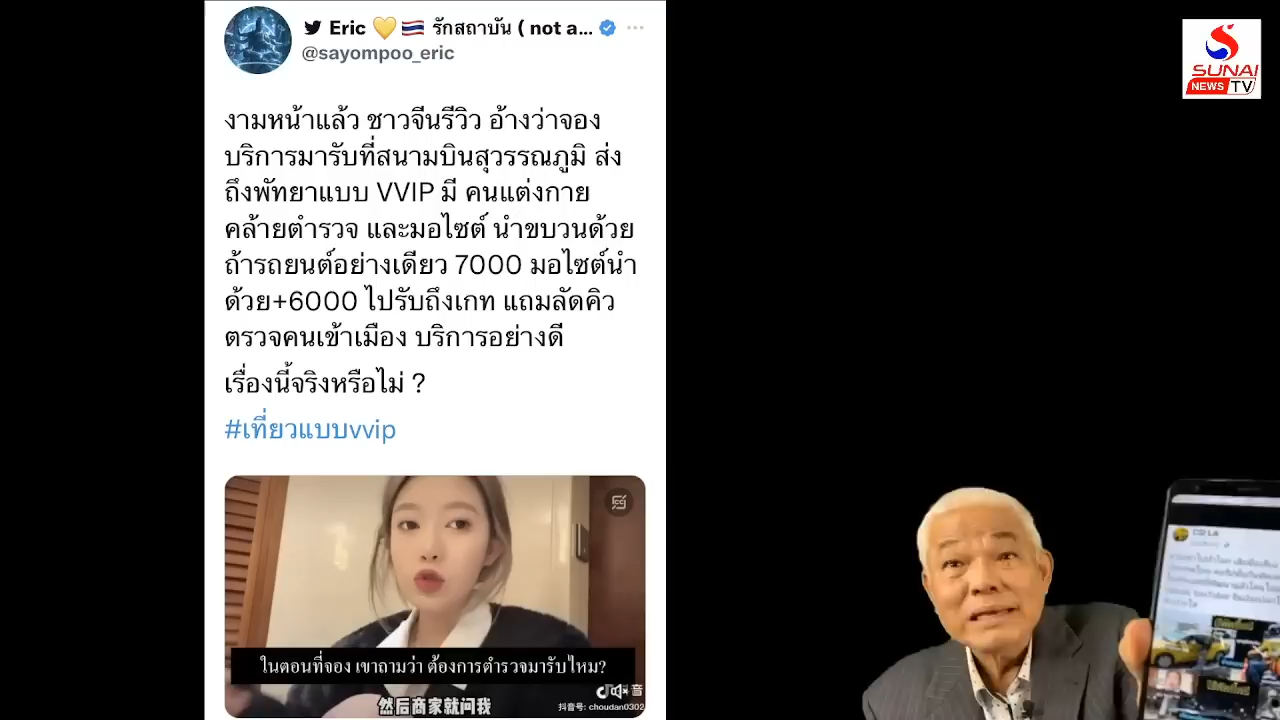 Eric 💛 🇹🇭 รักสถาบัน ( not a...
@sayompoo_eric
งามหน้าแล้ว ชาวจีนรีวิว อ้างว่าจอง
บริการมารับที่สนามบินสุวรรณภูมิ ส่ง
ถึงพัทยาแบบ VVIP มี คนแต่งกาย
คล้ายตำรวจ และมอไซต์ นำขบวนด้วย
ถ้ารถยนต์อย่างเดียว 7000 มอไซต์นำ
ด้วย+6000 ไปรับถึงเกท แถมลัดคิว
ตรวจคนเข้าเมือง บริการอย่างดี
เรื่องนี้จริงหรือไม่ ?
#เที่ยวแบบvvip
ในตอนที่จอง เขาถามว่า ต้องการตำรวจมารับไหม?
然后商家就问我
抖音号: choudan0302
SUNAI
NEWS TV
CSI LA